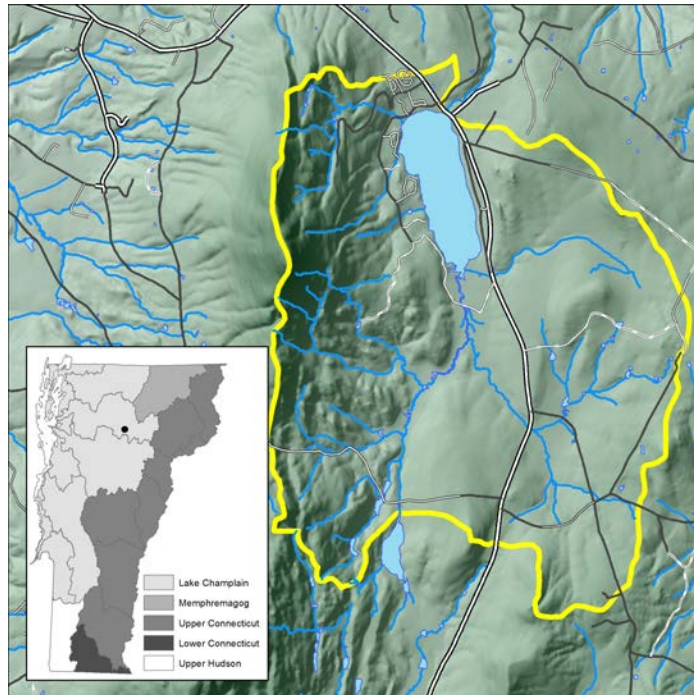 Lake Champlain
Memphremagog
Upper Connecticut
Lower Connecticut
Upper Hudson